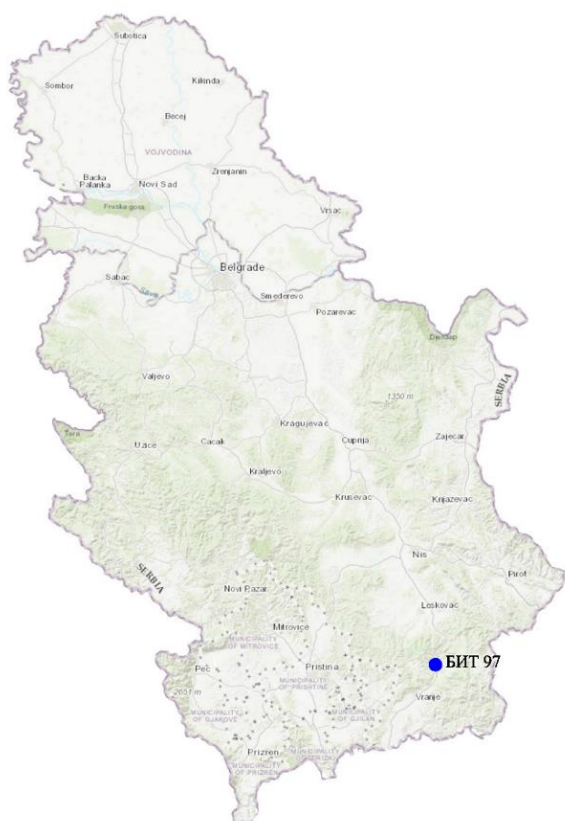 Subotica
Sombor
Kikinda
Becej
VOJVODINA
Backa
Palanka
Novi Sad
Zrenjanin
Fruska gora
Vrsac
Belgrade
Sabac
Sava
Smederevo
Pozarevac
Djerdap
Valjevo
1350 m
SERBIA
Tara
Uzice
Cacak
Kragujevac
Cuprija
Zajecar
Kraljevo
Krusevac
Knjazevac
Nis
SERBIA
Pirot
Novi Pazar
Leskovac
Mitrovice
MUNICIPALITY
OF MITROVICE
Peć
Pristina
БИТ 97
MUNICIPALITY
OF PRISHTINE
Vranje
MUNICIPALITY
OF GJAKOVE
MUNICIPALITY
OF GJILAN
Prizren
MUNICIPALITY
MUNICIPALITY
OF PRIZREN